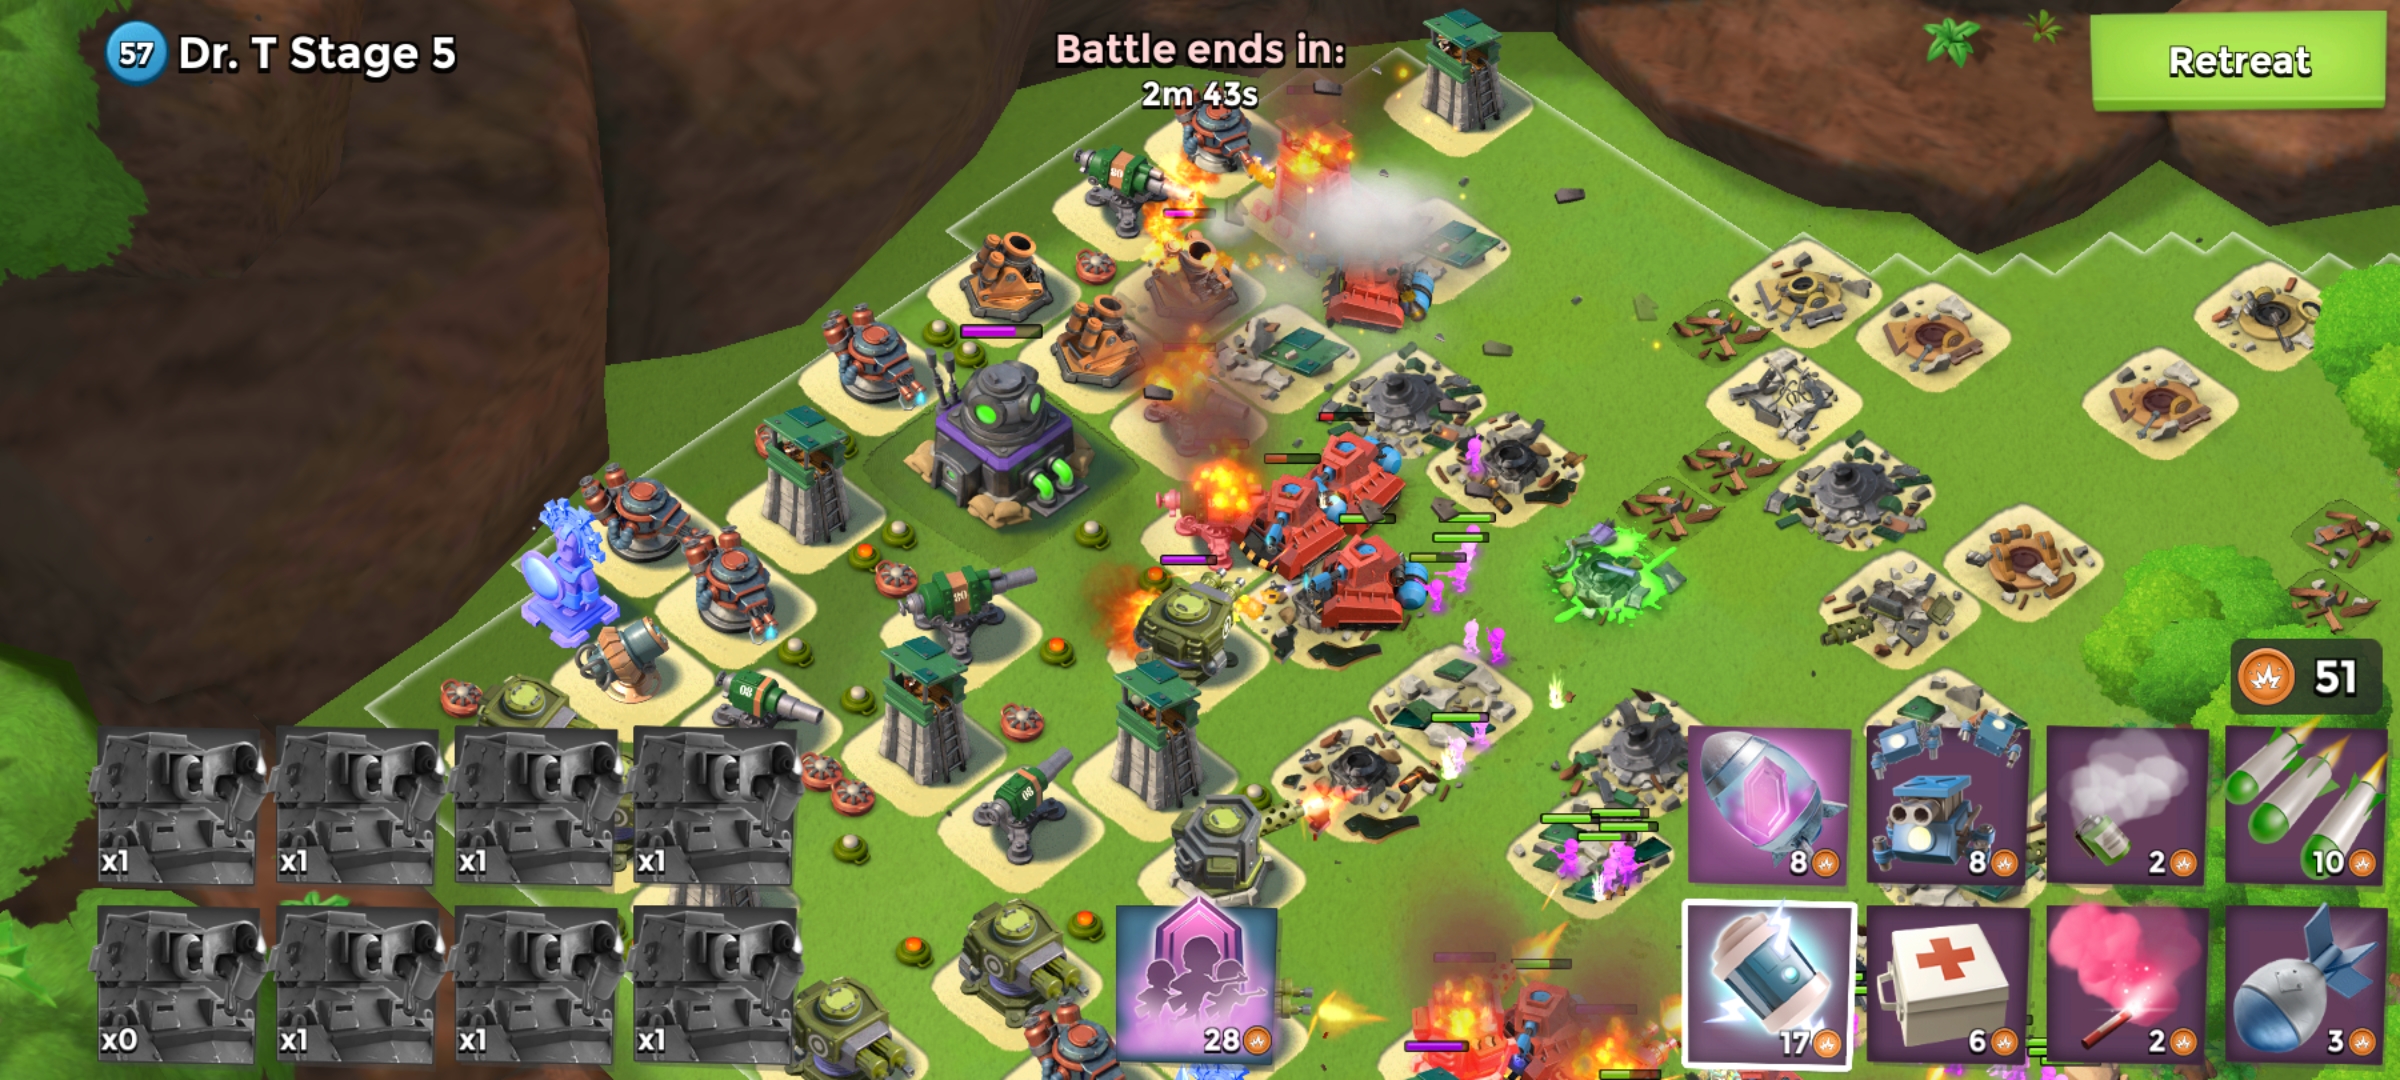 57 Dr. T Stage 5
Battle ends in:
2m 43s
Retreat
51
x1 x1 x1 x1
8 8 2 10
x0 x1 x1 x1
28
17 6 2 3